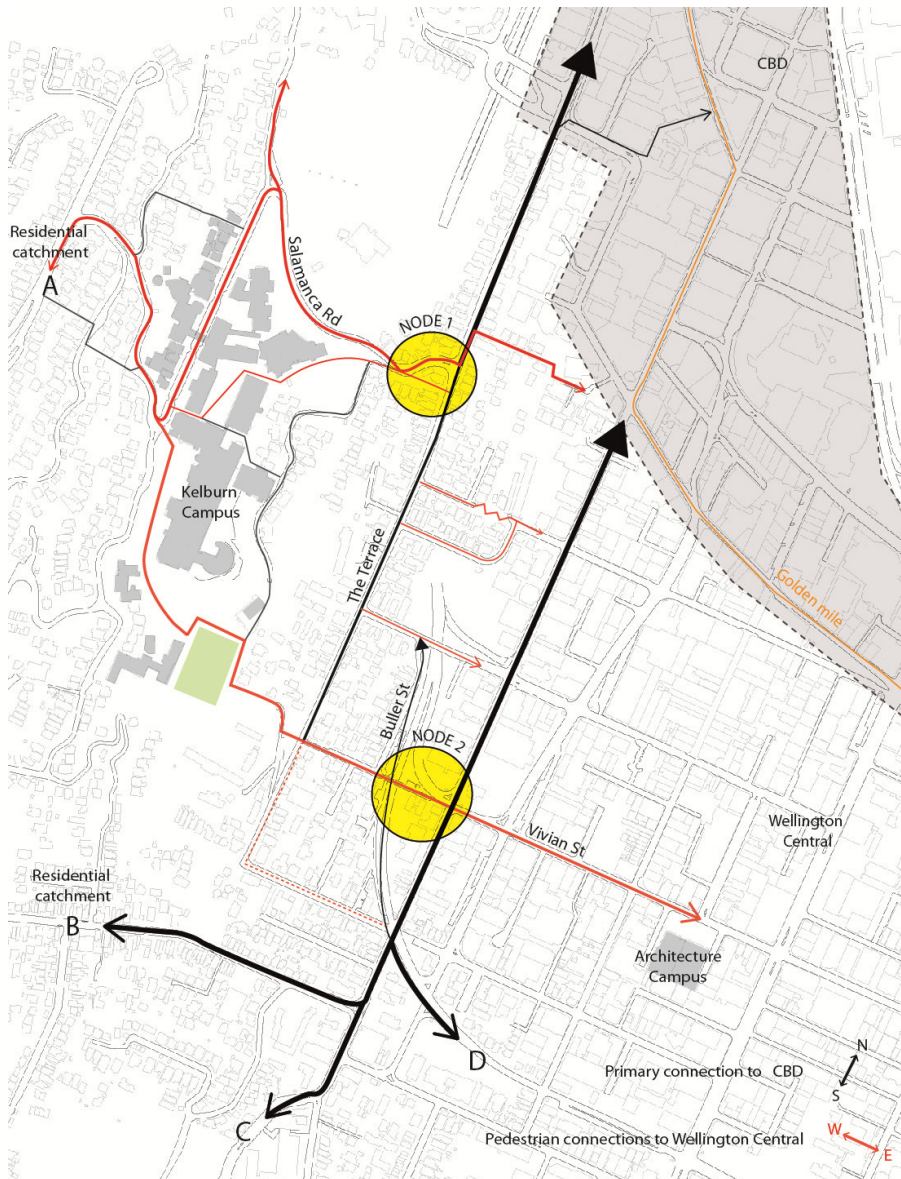 CBD
Residential
catchment
A
Salamanca Rd
NODE 1
Kelburn
Campus
The Terrace
Golden mile
Buller St
NODE 2
Vivian St
Wellington
Central
Residential
catchment
B
Architecture
Campus
D
C
Primary connection to CBD
N
S
Pedestrian connections to Wellington Central
W
E